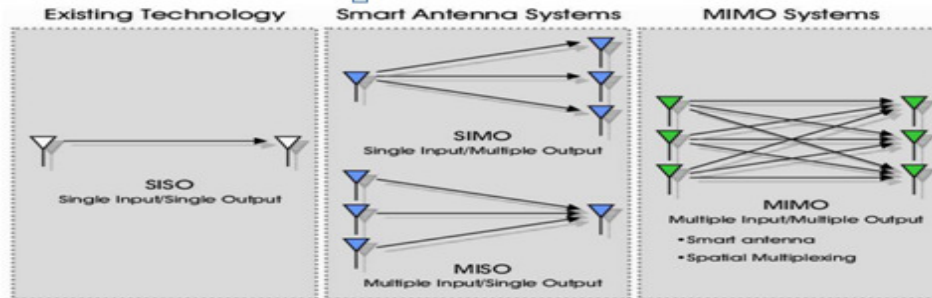 Existing Technology
Smart Antenna Systems
MIMO Systems
SISO
Single Input/Single Output
SIMO
Single Input/Multiple Output
MISO
Multiple Input/Single Output
MIMO
Multiple Input/Multiple Output
•Smart antenna
•Spatial Multiplexing